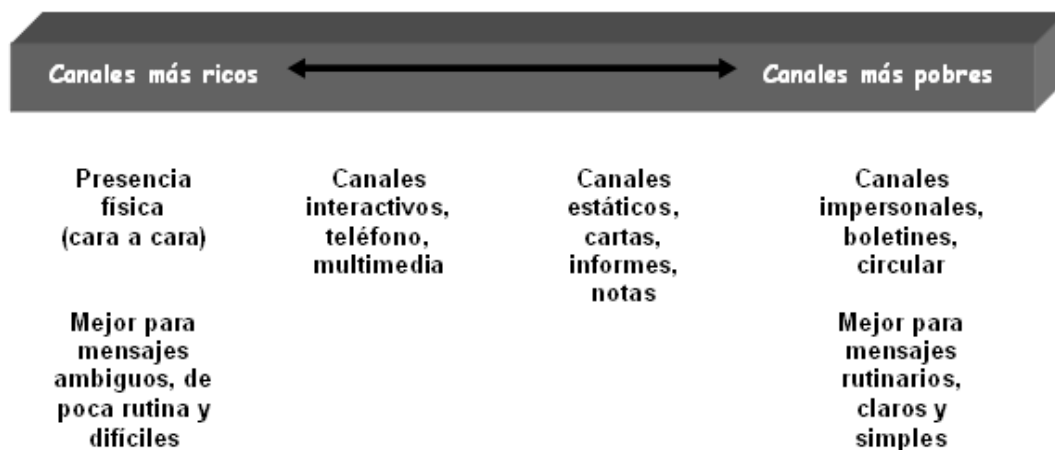 Canales más ricos
Canales más pobres
Presencia
física
(cara a cara)
Canales
interactivos,
teléfono,
multimedia
Canales
estáticos,
cartas,
informes,
notas
Canales
impersonales,
boletines,
circular
Mejor para
mensajes
ambiguos, de
poca rutina y
difíciles
Mejor para
mensajes
rutinarios,
claros y
simples